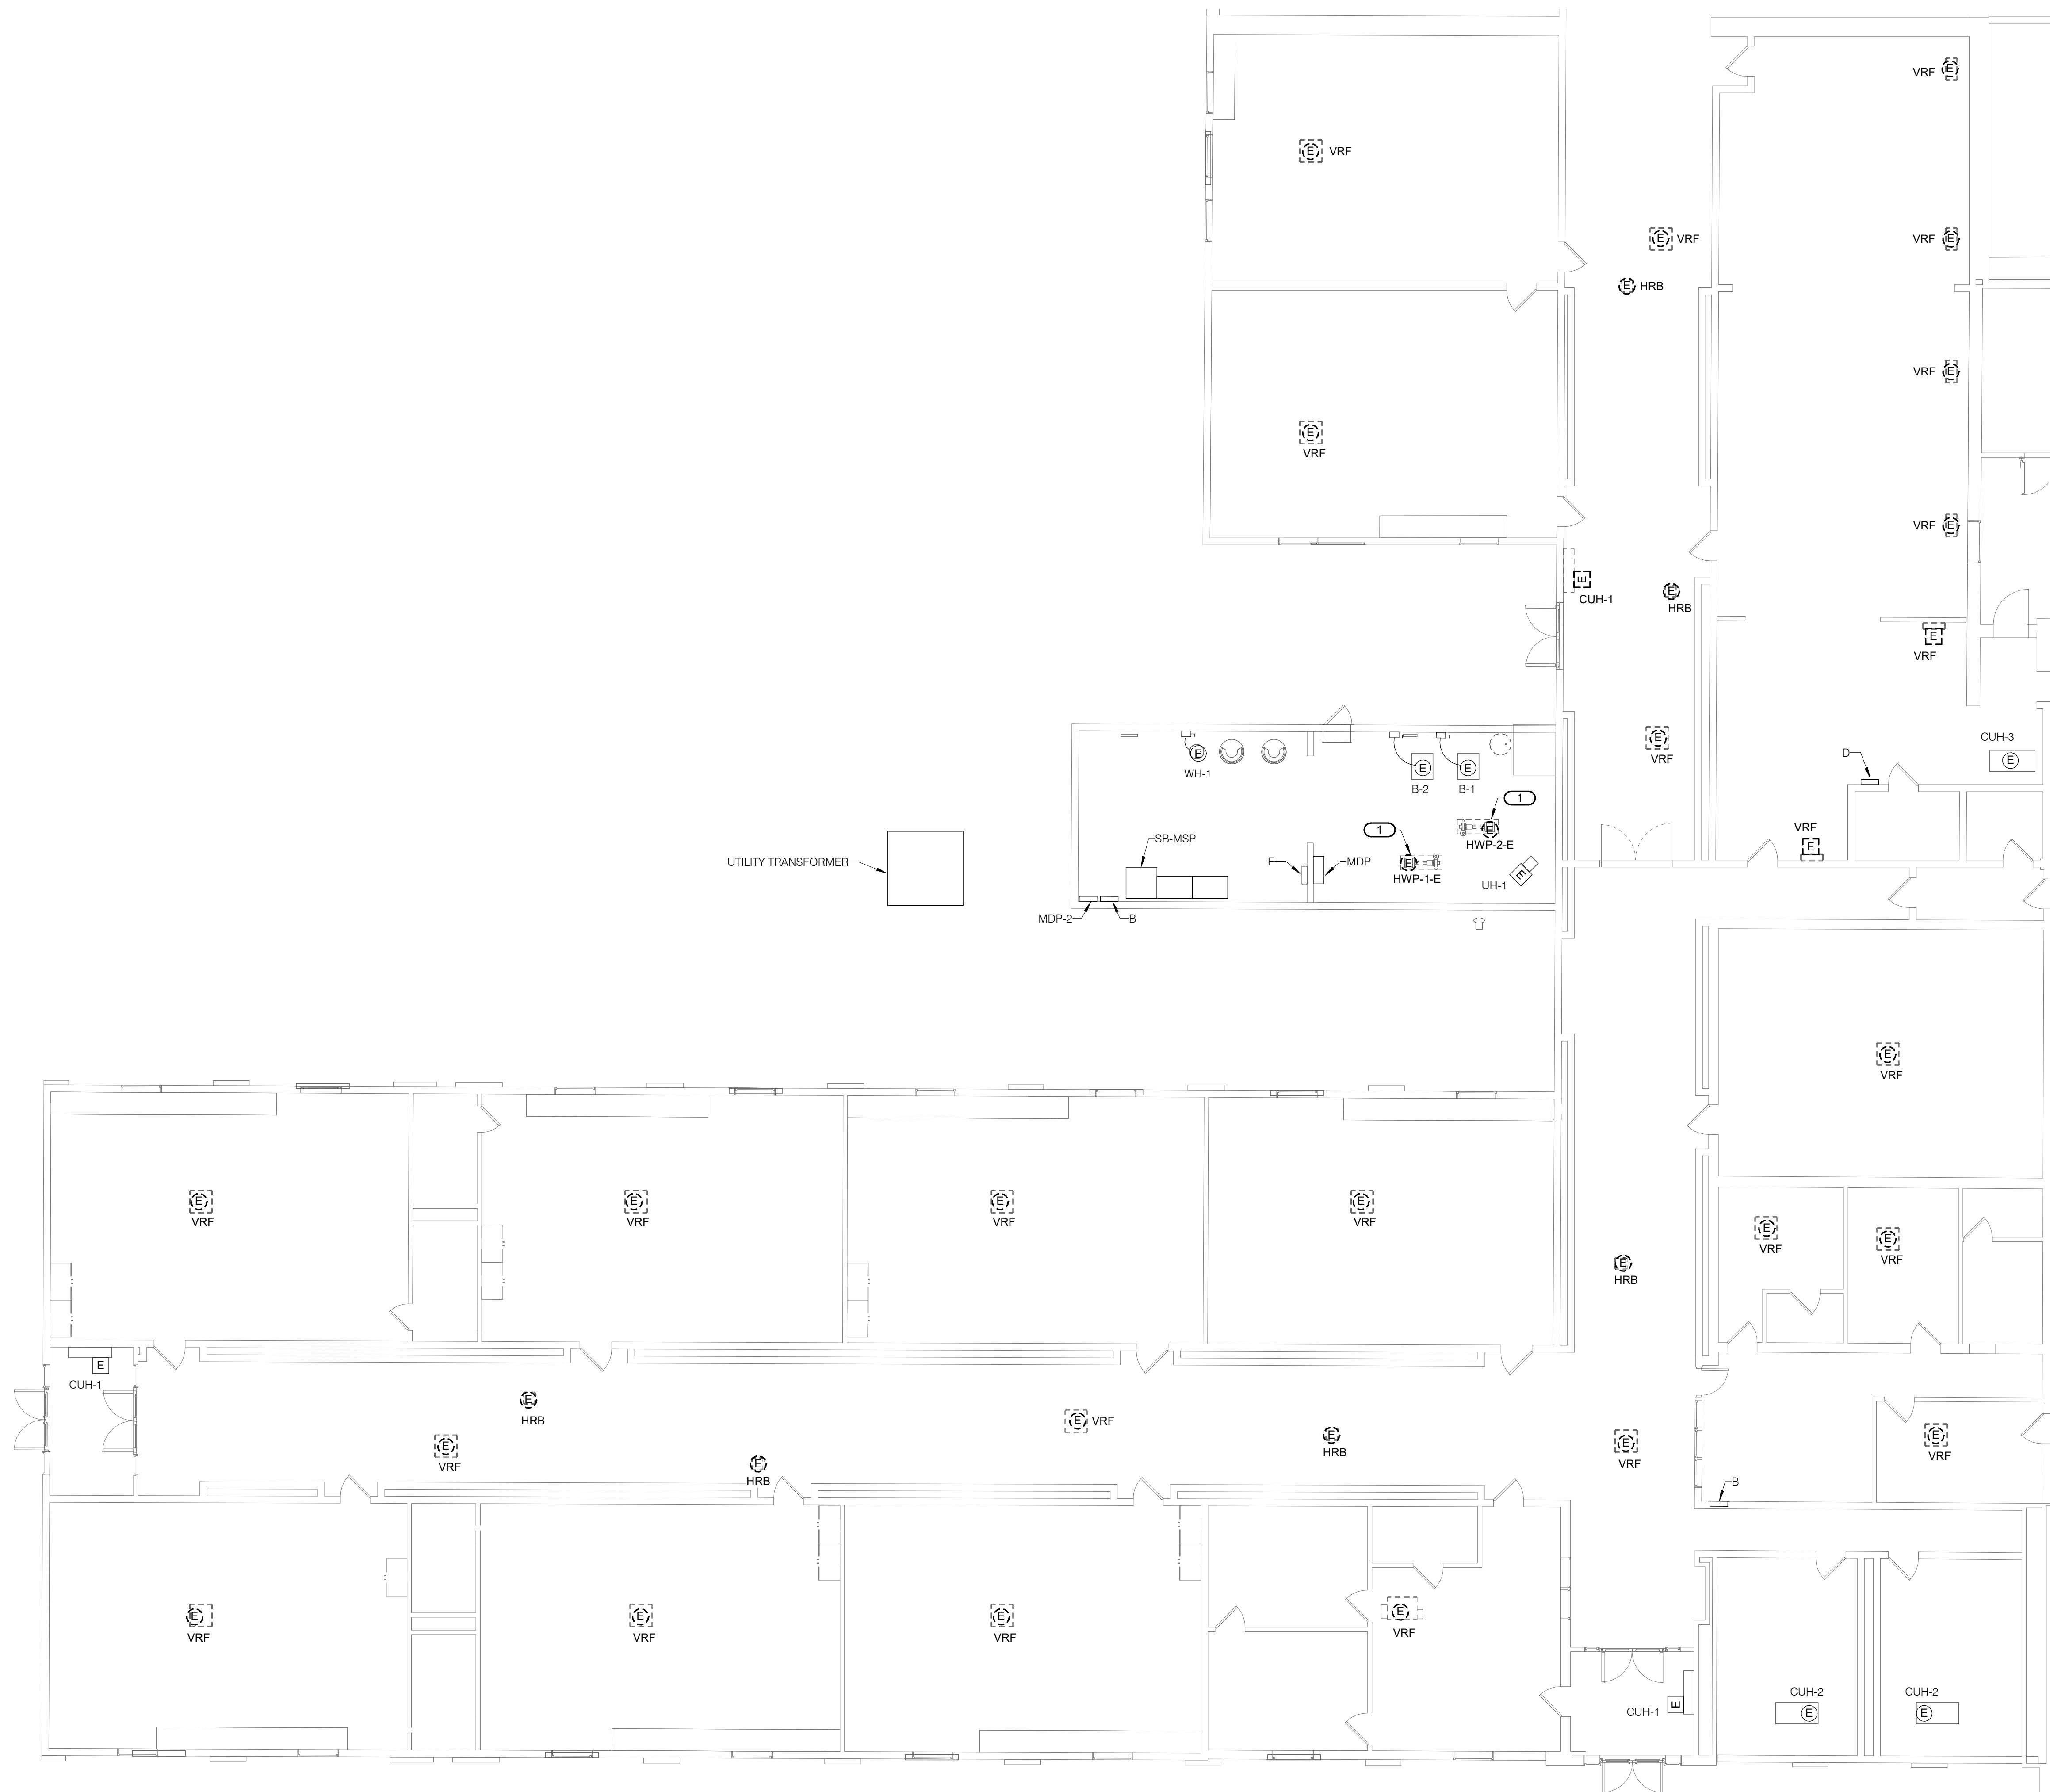 VRF E
E VRF
E VRF
VRF E
E HRB
VRF E
E
VRF
VRF E
E
CUH-1
E
HRB
E
VRF
E
VRF
CUH-3
E
D
E
WH-1
E
B-2
E
B-1
1
1
E
HWP-2-E
E
HWP-1-E
VRF
E
SB-MSP
UTILITY TRANSFORMER
F
MDP
E
UH-1
MDP-2
B
E
VRF
E
VRF
E
VRF
E
VRF
E
VRF
E
VRF
E
VRF
E
HRB
E
CUH-1
E
HRB
E VRF
E
HRB
E
VRF
E
VRF
E
VRF
E
HRB
B
E
VRF
E
VRF
E
VRF
E
VRF
E
CUH-1
CUH-2
E
CUH-2
E